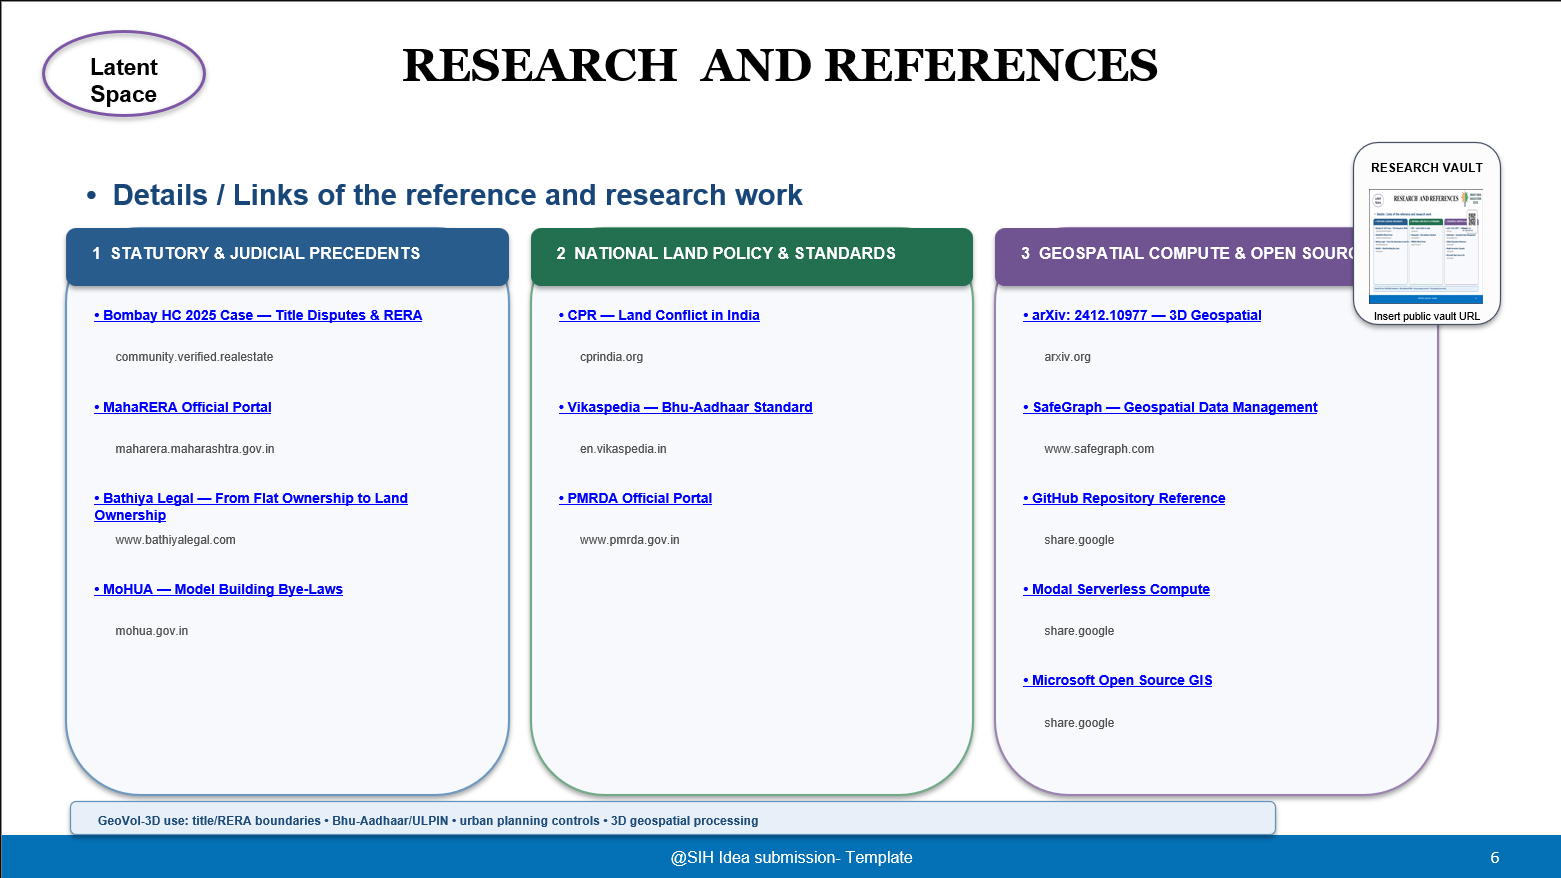 Latent
Space
RESEARCH  AND REFERENCES
RESEARCH VAULT
RESEARCH AND REFERENCES
Insert public vault URL
• Details / Links of the reference and research work
1  STATUTORY & JUDICIAL PRECEDENTS
• Bombay HC 2025 Case — Title Disputes & RERA
community.verified.realestate
• MahaRERA Official Portal
maharera.maharashtra.gov.in
• Bathiya Legal — From Flat Ownership to Land
Ownership
www.bathiyalegal.com
• MoHUA — Model Building Bye-Laws
mohua.gov.in
2  NATIONAL LAND POLICY & STANDARDS
• CPR — Land Conflict in India
cprindia.org
• Vikaspedia — Bhu-Aadhaar Standard
en.vikaspedia.in
• PMRDA Official Portal
www.pmrda.gov.in
3  GEOSPATIAL COMPUTE & OPEN SOURC
• arXiv: 2412.10977 — 3D Geospatial
arxiv.org
• SafeGraph — Geospatial Data Management
www.safegraph.com
• GitHub Repository Reference
share.google
• Modal Serverless Compute
share.google
• Microsoft Open Source GIS
share.google
GeoVol-3D use: title/RERA boundaries • Bhu-Aadhaar/ULPIN • urban planning controls • 3D geospatial processing
@SIH Idea submission- Template
6